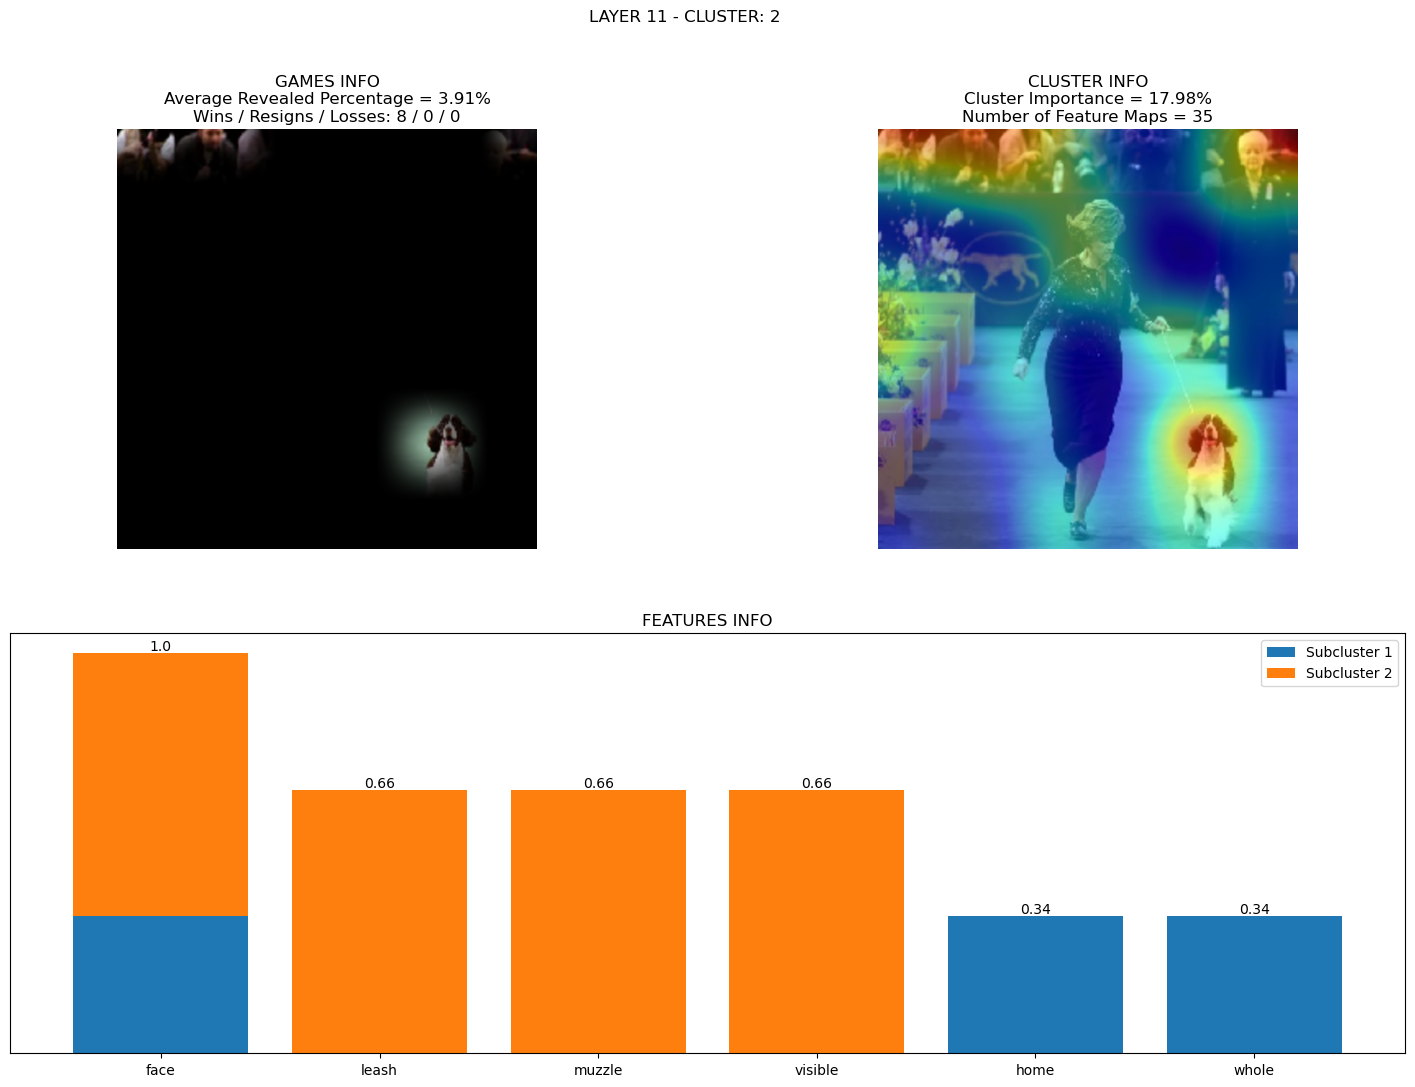 LAYER 11 - CLUSTER: 2
GAMES INFO
Average Revealed Percentage = 3.91%
Wins / Resigns / Losses: 8 / 0 / 0
CLUSTER INFO
Cluster Importance = 17.98%
Number of Feature Maps = 35
FEATURES INFO
1.0
0.66
0.66
0.66
0.34
0.34
Subcluster 1
Subcluster 2
face
leash
muzzle
visible
home
whole